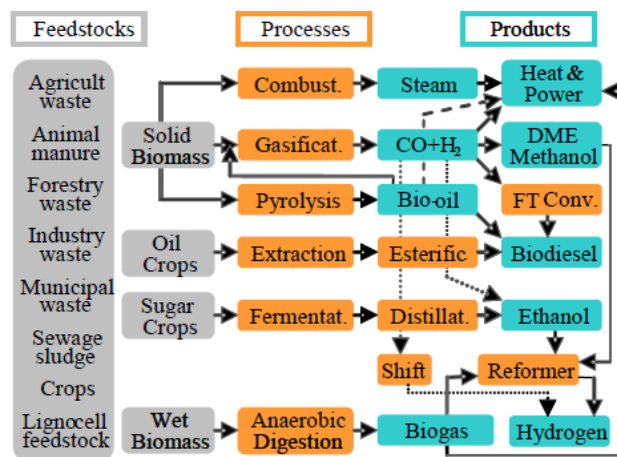 Feedstocks
Processes
Products
Agricult
waste
Animal
manure
Forestry
waste
Industry
waste
Municipal
waste
Sewage
sludge
Crops
Lignocell
feedstock
Solid
Biomass
Oil
Crops
Sugar
Crops
Wet
Biomass
Combust.
Steam
Heat &
Power
Gasificat.
CO+H₂
DME
Methanol
Pyrolysis
Bio-oil
FT Conv.
Extraction
Esterific
Biodiesel
Fermentat.
Distillat.
Ethanol
Shift
Reformer
Anaerobic
Digestion
Biogas
Hydrogen